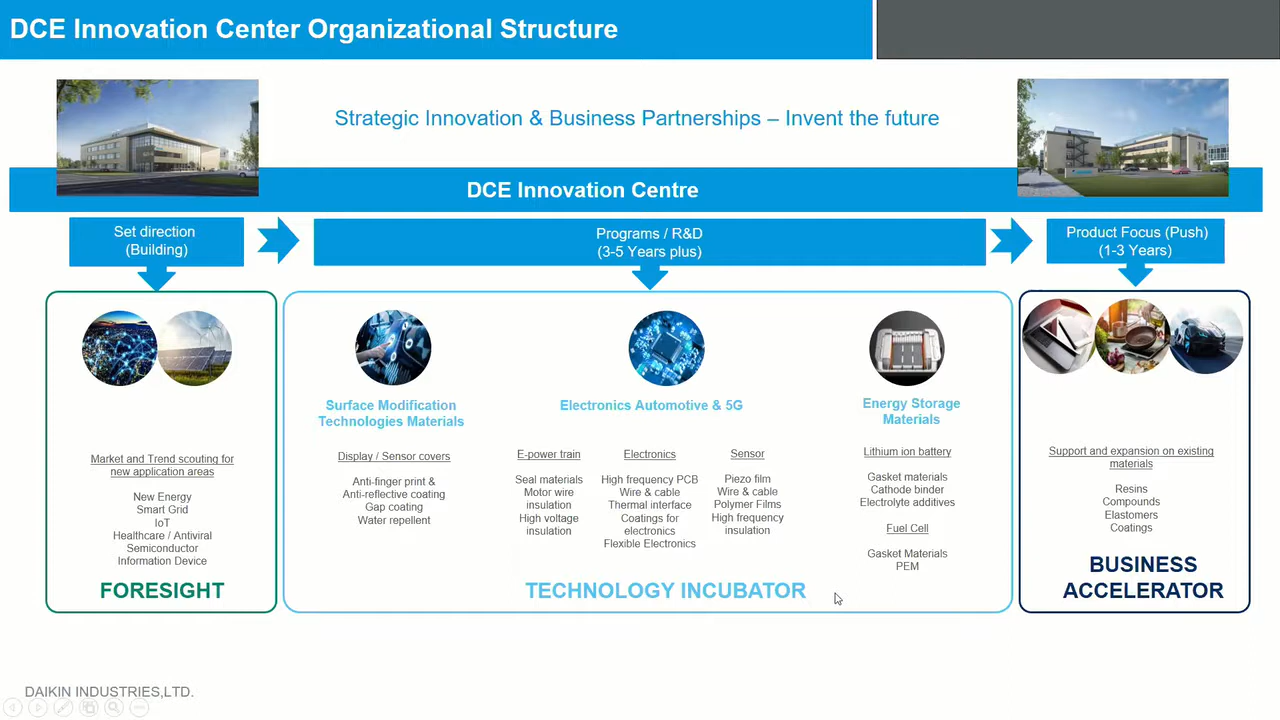 DCE Innovation Center Organizational Structure
Strategic Innovation & Business Partnerships – Invent the future
DCE Innovation Centre
Set direction
(Building)
Programs / R&D
(3-5 Years plus)
Product Focus (Push)
(1-3 Years)
Market and Trend scouting for
new application areas
New Energy
Smart Grid
IoT
Healthcare / Antiviral
Semiconductor
Information Device
FORESIGHT
Surface Modification
Technologies Materials
Display / Sensor covers
Anti-finger print &
Anti-reflective coating
Gap coating
Water repellent
Electronics Automotive & 5G
E-power train
Seal materials
Motor wire
insulation
High voltage
insulation
Electronics
High frequency PCB
Wire & cable
Thermal interface
Coatings for
electronics
Flexible Electronics
Sensor
Piezo film
Wire & cable
Polymer Films
High frequency
insulation
Energy Storage
Materials
Lithium ion battery
Gasket materials
Cathode binder
Electrolyte additives
Fuel Cell
Gasket Materials
PEM
TECHNOLOGY INCUBATOR
Support and expansion on existing
materials
Resins
Compounds
Elastomers
Coatings
BUSINESS
ACCELERATOR
DAIKIN INDUSTRIES,LTD.